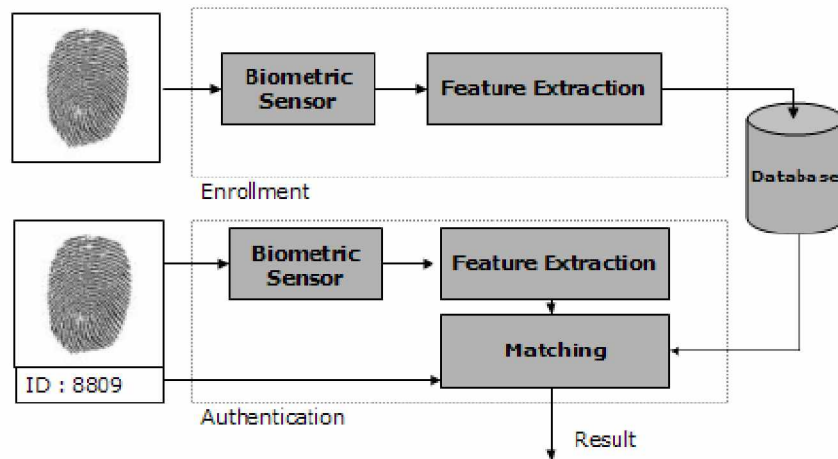 Biometric
Sensor
Feature Extraction
Database
Enrollment
Biometric
Sensor
Feature Extraction
Matching
ID : 8809
Authentication
Result